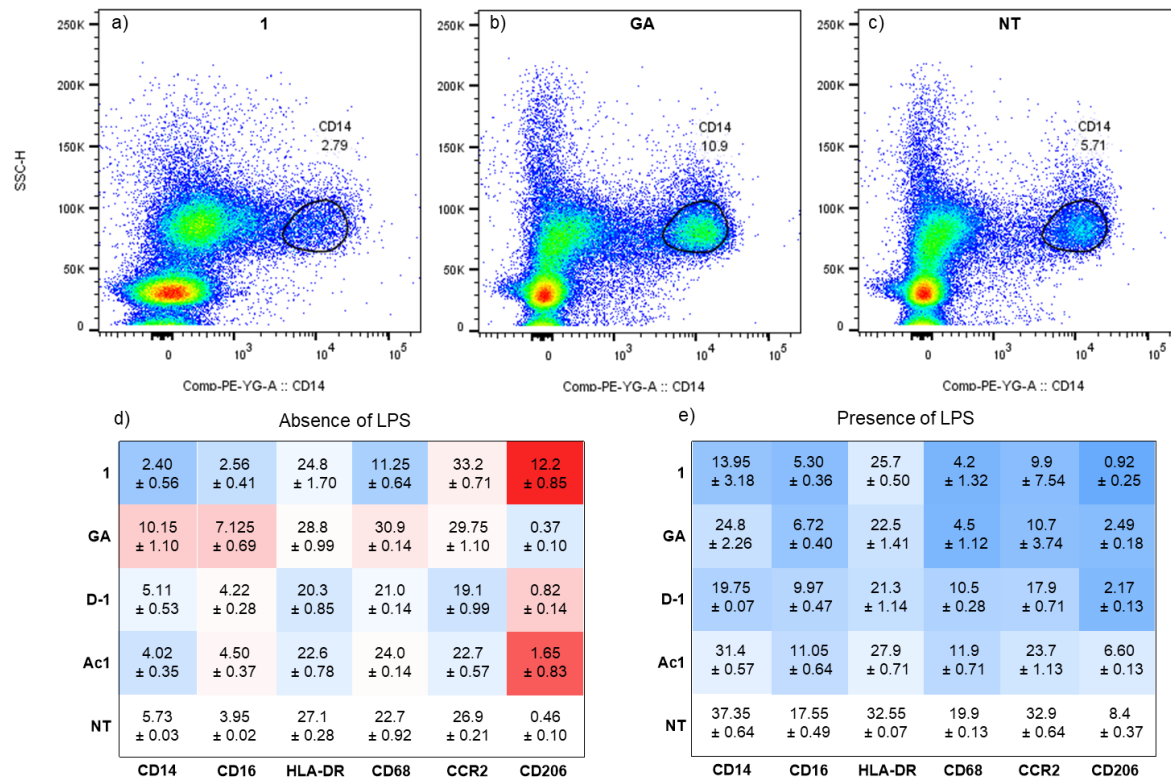 a) 1
250K
200K
150K
100K
50K
0
SSC-H
CD14
2.79
0 10³ 10⁴ 10⁵
Comp-PE-YG-A :: CD14
b) GA
250K
200K
150K
100K
50K
0
CD14
10.9
0 10³ 10⁴ 10⁵
Comp-PE-YG-A :: CD14
c) NT
250K
200K
150K
100K
50K
0
CD14
5.71
0 10³ 10⁴ 10⁵
Comp-PE-YG-A :: CD14
d) Absence of LPS
1
2.40 2.56 24.8 11.25 33.2 12.2
± 0.56 ± 0.41 ± 1.70 ± 0.64 ± 0.71 ± 0.85
GA
10.15 7.125 28.8 30.9 29.75 0.37
± 1.10 ± 0.69 ± 0.99 ± 0.14 ± 1.10 ± 0.10
D-1
5.11 4.22 20.3 21.0 19.1 0.82
± 0.53 ± 0.28 ± 0.85 ± 0.14 ± 0.99 ± 0.14
Ac1
4.02 4.50 22.6 24.0 22.7 1.65
± 0.35 ± 0.37 ± 0.78 ± 0.14 ± 0.57 ± 0.83
NT
5.73 3.95 27.1 22.7 26.9 0.46
± 0.03 ± 0.02 ± 0.28 ± 0.92 ± 0.21 ± 0.10
CD14 CD16 HLA-DR CD68 CCR2 CD206
e) Presence of LPS
1
13.95 5.30 25.7 4.2 9.9 0.92
± 3.18 ± 0.36 ± 0.50 ± 1.32 ± 7.54 ± 0.25
GA
24.8 6.72 22.5 4.5 10.7 2.49
± 2.26 ± 0.40 ± 1.41 ± 1.12 ± 3.74 ± 0.18
D-1
19.75 9.97 21.3 10.5 17.9 2.17
± 0.07 ± 0.47 ± 1.14 ± 0.28 ± 0.71 ± 0.13
Ac1
31.4 11.05 27.9 11.9 23.7 6.60
± 0.57 ± 0.64 ± 0.71 ± 0.71 ± 1.13 ± 0.13
NT
37.35 17.55 32.55 19.9 32.9 8.4
± 0.64 ± 0.49 ± 0.07 ± 0.13 ± 0.64 ± 0.37
CD14 CD16 HLA-DR CD68 CCR2 CD206